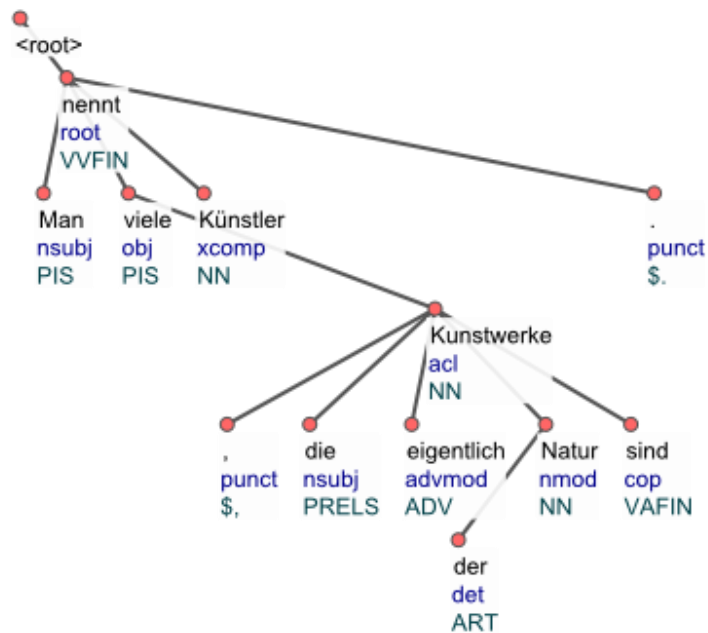 <root>
nennt
root
VVFIN
Man viele Künstler .
nsubj obj xcomp punct
PIS PIS NN $.
Kunstwerke
acl
NN
, die eigentlich Natur sind
punct nsubj advmod nmod cop
$, PRELS ADV NN VAFIN
der
det
ART